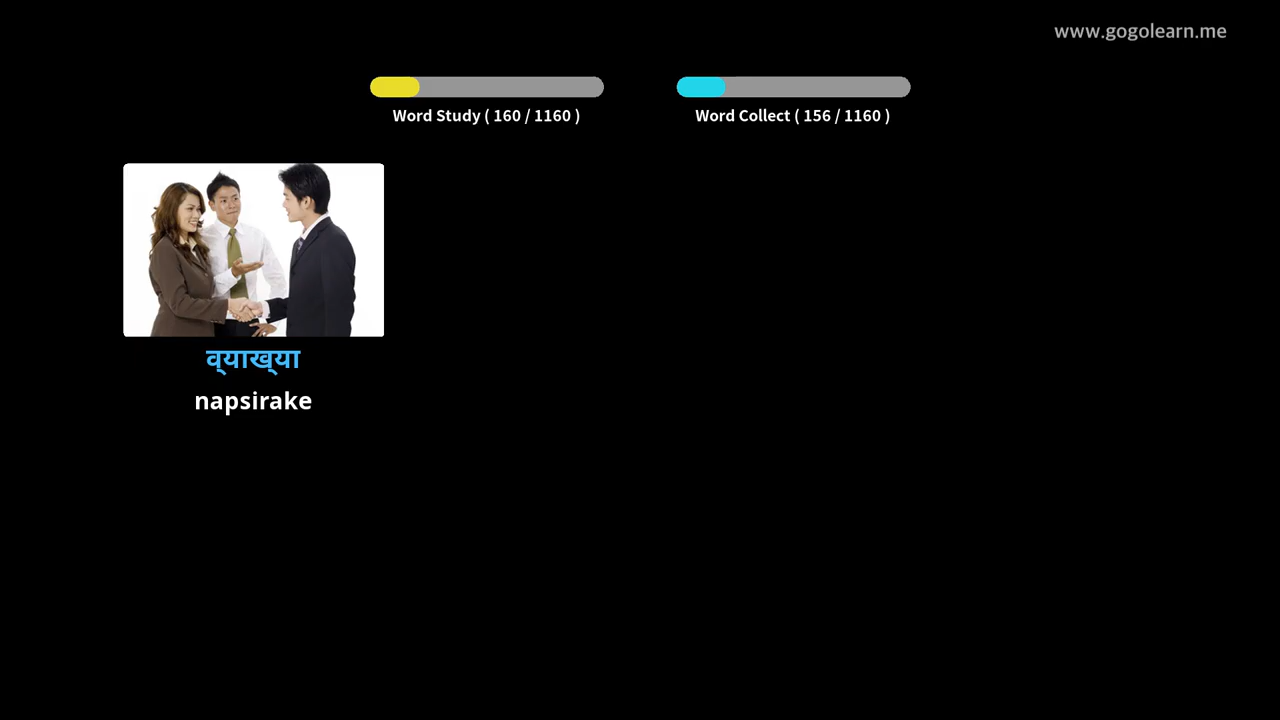 www.gogolearn.me
Word Study ( 160 / 1160 )
Word Collect ( 156 / 1160 )
व्याख्या
napsirake